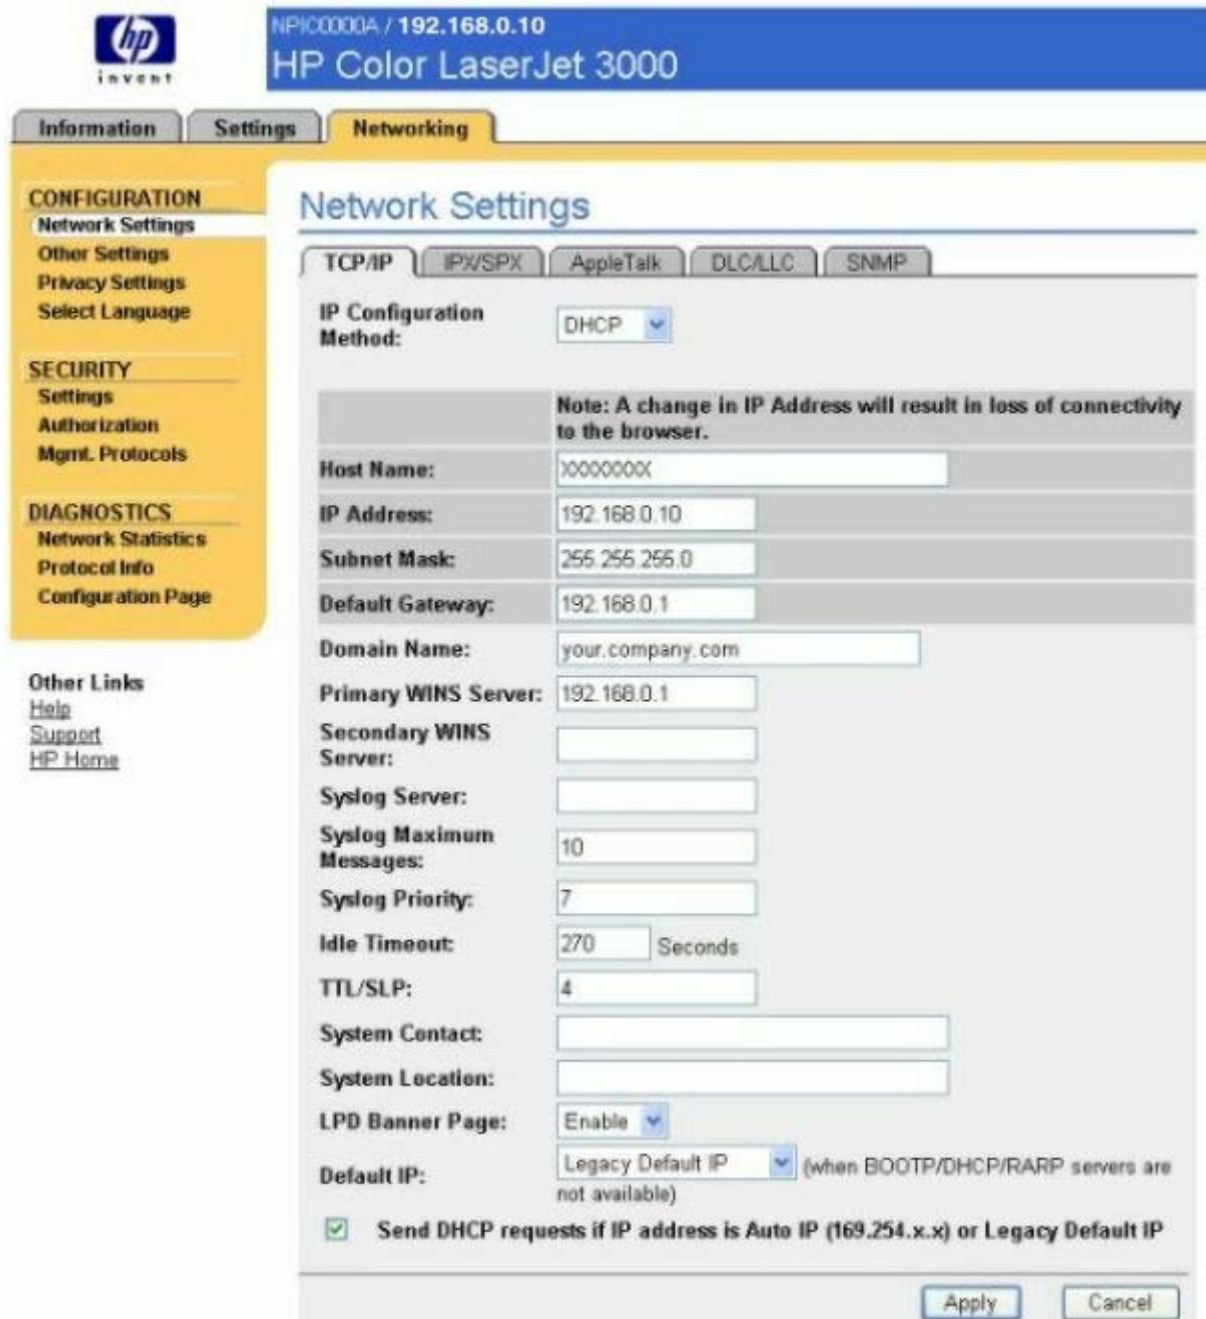 hp
invent
NPIC0000A / 192.168.0.10
HP Color LaserJet 3000
Information
Settings
Networking
CONFIGURATION
Network Settings
Other Settings
Privacy Settings
Select Language
SECURITY
Settings
Authorization
Mgmt. Protocols
DIAGNOSTICS
Network Statistics
Protocol Info
Configuration Page
Other Links
Help
Support
HP Home
Network Settings
TCP/IP
IPX/SPX
AppleTalk
DLC/LLC
SNMP
IP Configuration
Method:
DHCP
Note: A change in IP Address will result in loss of connectivity
to the browser.
Host Name: XXXXXXXX
IP Address: 192.168.0.10
Subnet Mask: 255.255.255.0
Default Gateway: 192.168.0.1
Domain Name: your.company.com
Primary WINS Server: 192.168.0.1
Secondary WINS
Server:
Syslog Server:
Syslog Maximum
Messages:
10
Syslog Priority: 7
Idle Timeout: 270 Seconds
TTL/SLP: 4
System Contact:
System Location:
LPD Banner Page: Enable
Default IP: Legacy Default IP (when BOOTP/DHCP/RARP servers are
not available)
Send DHCP requests if IP address is Auto IP (169.254.x.x) or Legacy Default IP
Apply
Cancel